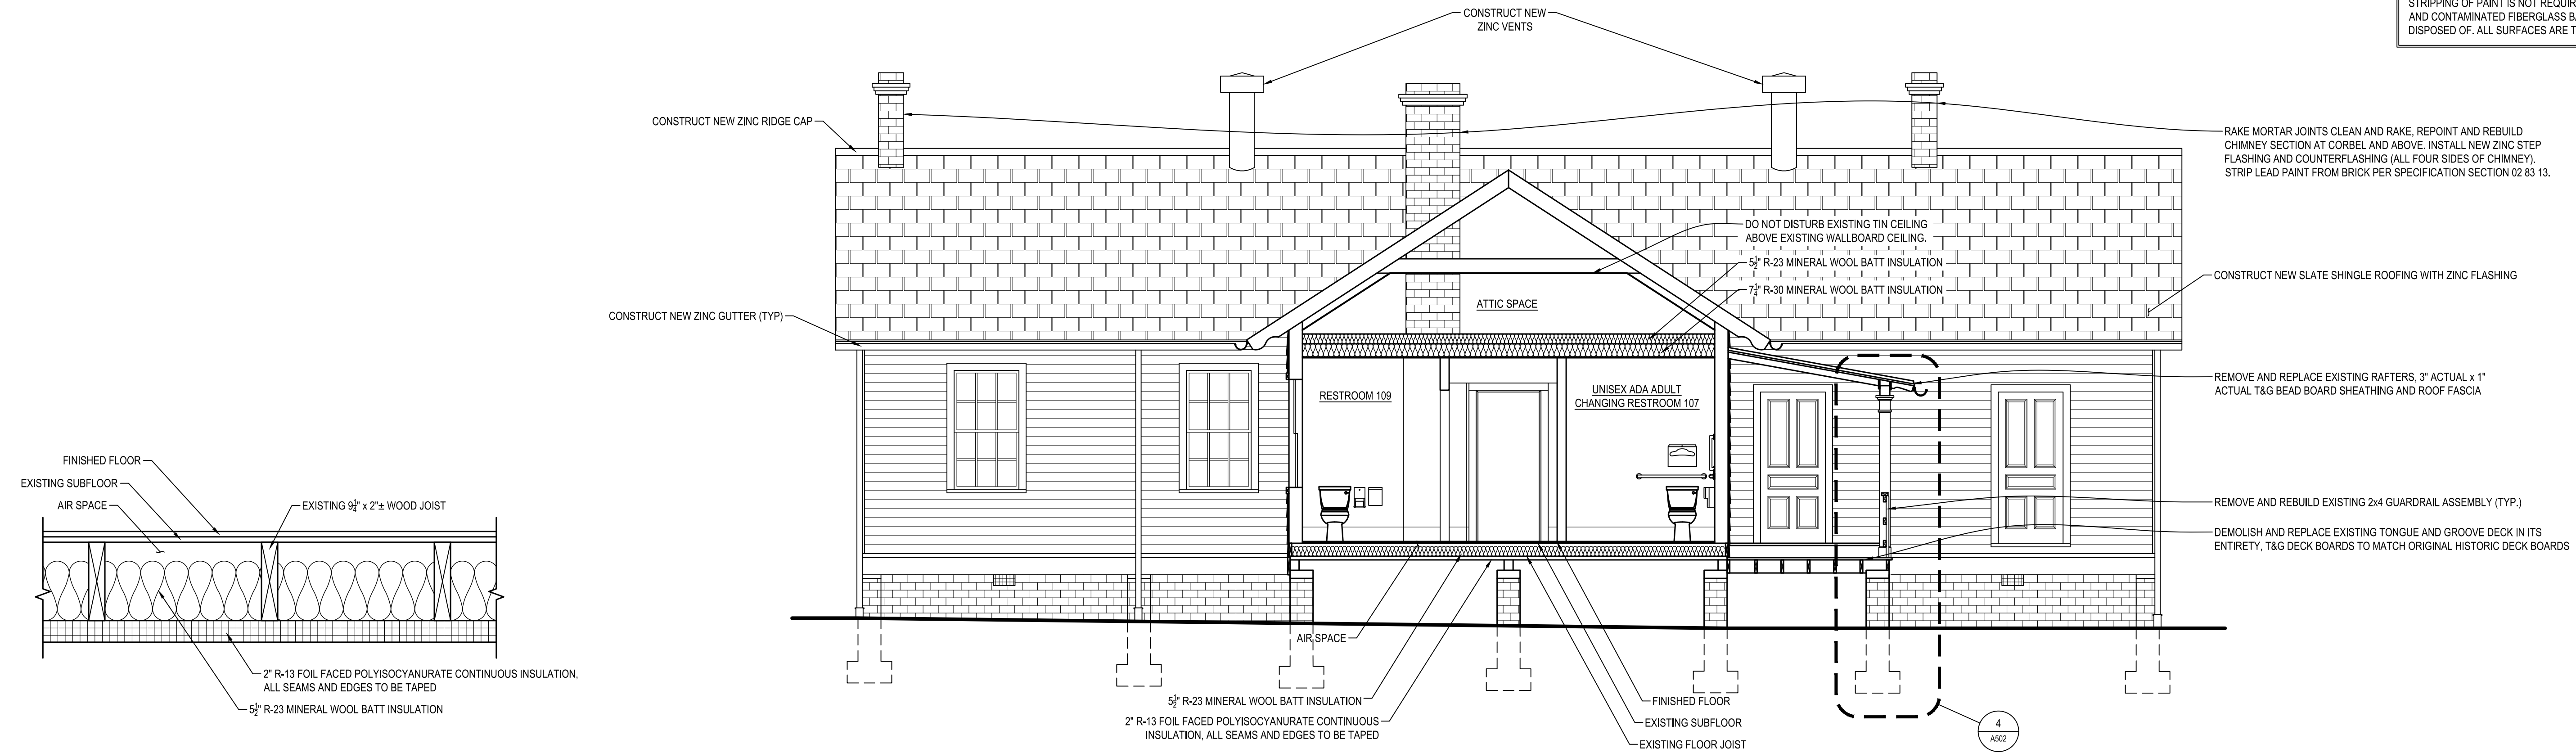 STRIPPING OF PAINT IS NOT REQUIR
AND CONTAMINATED FIBERGLASS
DISPOSED OF. ALL SURFACES ARE
CONSTRUCT NEW
ZINC VENTS
CONSTRUCT NEW ZINC RIDGE CAP
RAKE MORTAR JOINTS CLEAN AND RAKE, REPOINT AND REBUILD
CHIMNEY SECTION AT CORBEL AND ABOVE. INSTALL NEW ZINC STEP
FLASHING AND COUNTERFLASHING (ALL FOUR SIDES OF CHIMNEY).
STRIP LEAD PAINT FROM BRICK PER SPECIFICATION SECTION 02 83 13.
DO NOT DISTURB EXISTING TIN CEILING
ABOVE EXISTING WALLBOARD CEILING.
5½" R-23 MINERAL WOOL BATT INSULATION
7¼" R-30 MINERAL WOOL BATT INSULATION
CONSTRUCT NEW SLATE SHINGLE ROOFING WITH ZINC FLASHING
ATTIC SPACE
CONSTRUCT NEW ZINC GUTTER (TYP)
RESTROOM 109
UNISEX ADA ADULT
CHANGING RESTROOM 107
REMOVE AND REPLACE EXISTING RAFTERS, 3" ACTUAL x 1"
ACTUAL T&G BEAD BOARD SHEATHING AND ROOF FASCIA
FINISHED FLOOR
EXISTING SUBFLOOR
AIR SPACE
EXISTING 9¼" x 2"± WOOD JOIST
REMOVE AND REBUILD EXISTING 2x4 GUARDRAIL ASSEMBLY (TYP.)
DEMOLISH AND REPLACE EXISTING TONGUE AND GROOVE DECK IN ITS
ENTIRETY, T&G DECK BOARDS TO MATCH ORIGINAL HISTORIC DECK BOARDS
AIR SPACE
2" R-13 FOIL FACED POLYISOCYANURATE CONTINUOUS INSULATION,
ALL SEAMS AND EDGES TO BE TAPED
5½" R-23 MINERAL WOOL BATT INSULATION
5½" R-23 MINERAL WOOL BATT INSULATION
2" R-13 FOIL FACED POLYISOCYANURATE CONTINUOUS
INSULATION, ALL SEAMS AND EDGES TO BE TAPED
FINISHED FLOOR
EXISTING SUBFLOOR
EXISTING FLOOR JOIST
4
A502